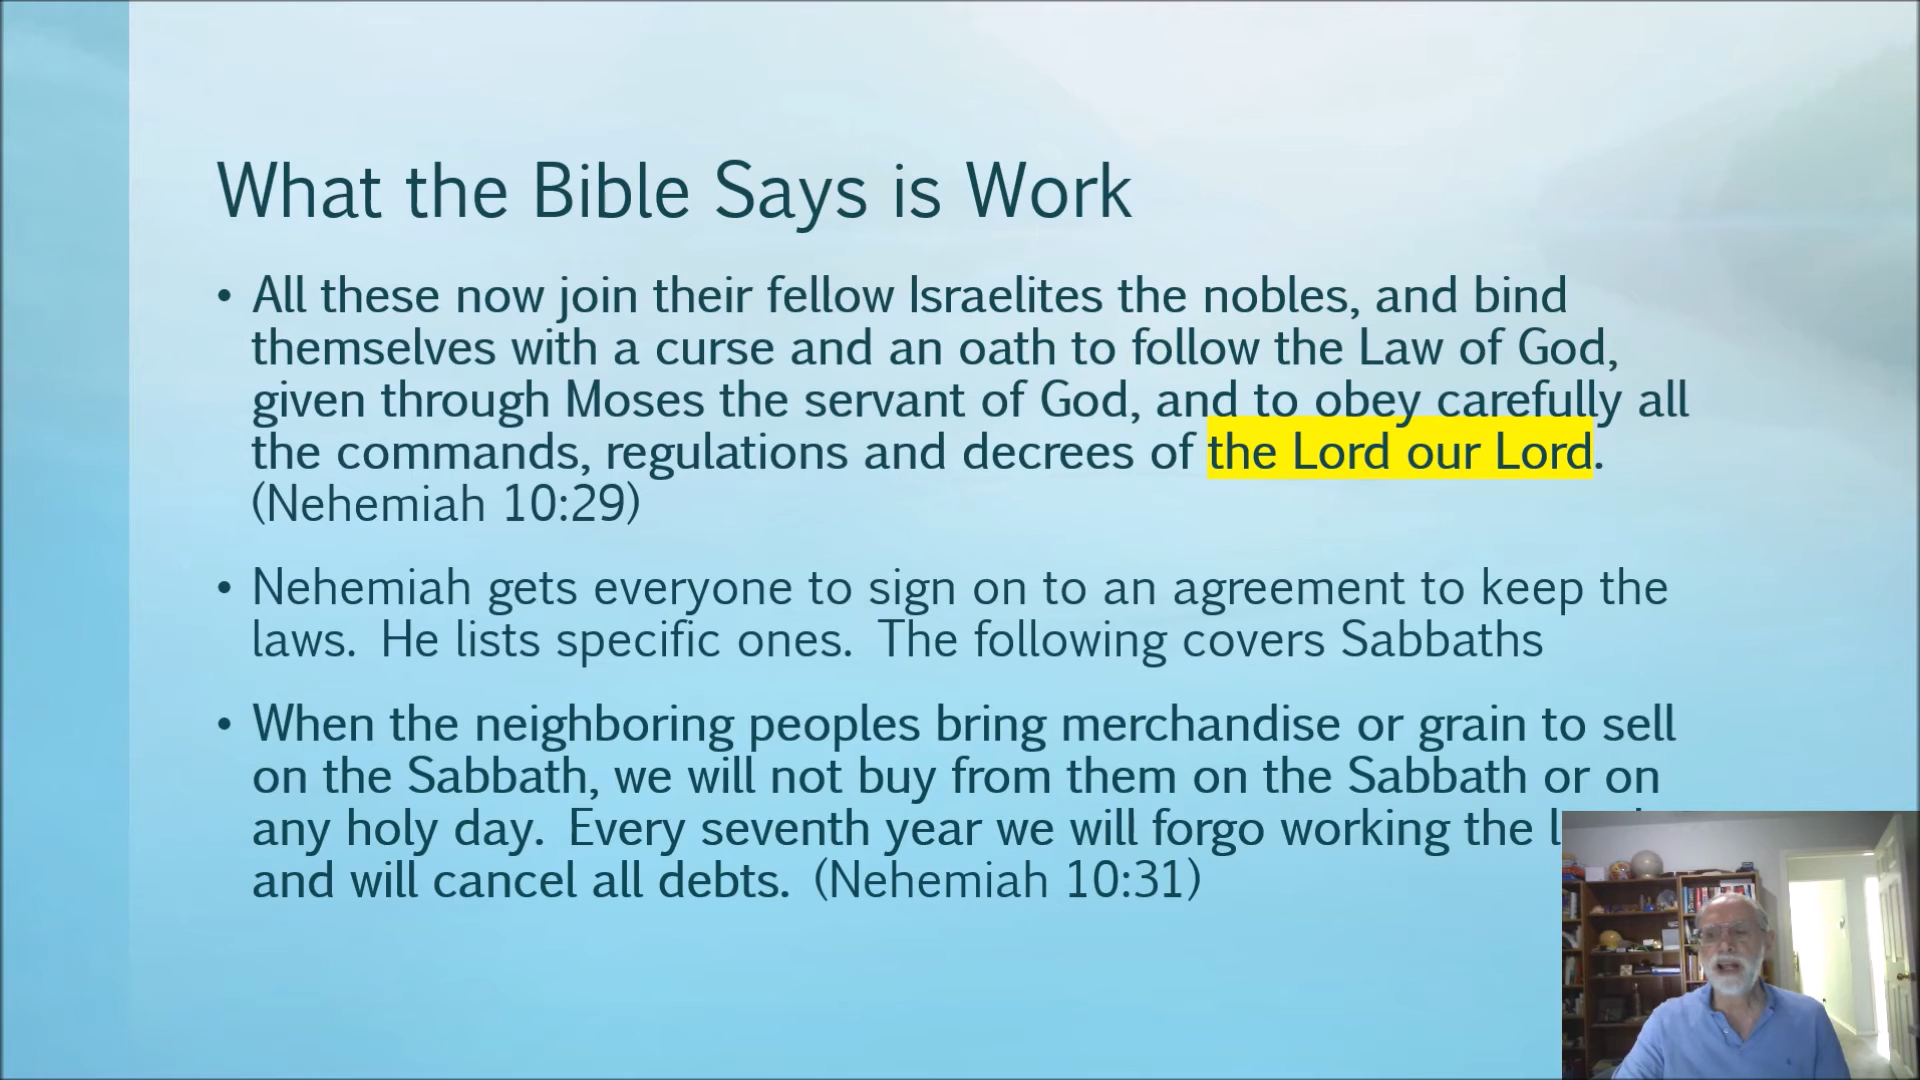 What the Bible Says is Work
• All these now join their fellow Israelites the nobles, and bind
themselves with a curse and an oath to follow the Law of God,
given through Moses the servant of God, and to obey carefully all
the commands, regulations and decrees of the Lord our Lord.
(Nehemiah 10:29)
• Nehemiah gets everyone to sign on to an agreement to keep the
laws. He lists specific ones. The following covers Sabbaths
• When the neighboring peoples bring merchandise or grain to sell
on the Sabbath, we will not buy from them on the Sabbath or on
any holy day. Every seventh year we will forgo working the
and will cancel all debts. (Nehemiah 10:31)